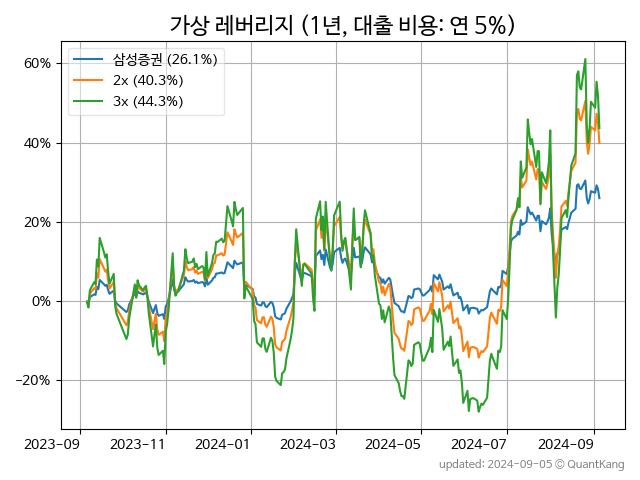 가상 레버리지 (1년, 대출 비용: 연 5%)
삼성증권 (26.1%)
2x (40.3%)
3x (44.3%)
60%
40%
20%
0%
−20%
2023-09 2023-11 2024-01 2024-03 2024-05 2024-07 2024-09
updated: 2024-09-05 © QuantKang